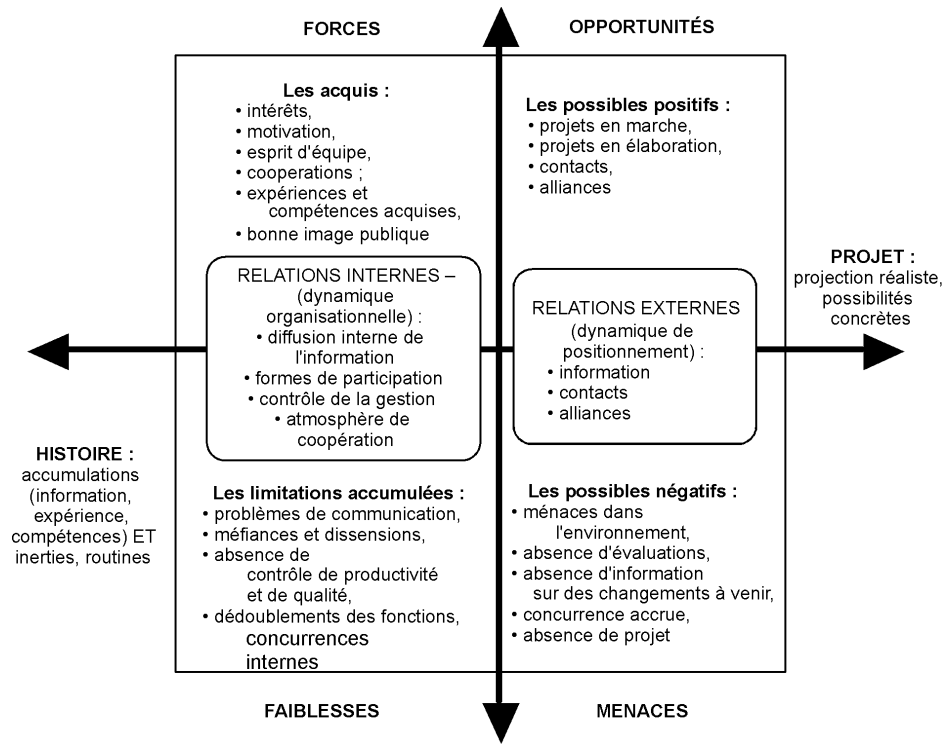 FORCES
OPPORTUNITÉS
Les acquis :
• intérêts,
• motivation,
• esprit d'équipe,
• cooperations ;
• expériences et
compétences acquises,
• bonne image publique
Les possibles positifs :
• projets en marche,
• projets en élaboration,
• contacts,
• alliances
RELATIONS INTERNES –
(dynamique
organisationnelle) :
• diffusion interne de
l'information
• formes de participation
• contrôle de la gestion
• atmosphère de
coopération
RELATIONS EXTERNES
(dynamique de
positionnement) :
• information
• contacts
• alliances
PROJET :
projection réaliste,
possibilités
concrètes
HISTOIRE :
accumulations
(information,
expérience,
compétences) ET
inerties, routines
Les limitations accumulées :
• problèmes de communication,
• méfiances et dissensions,
• absence de
contrôle de productivité
et de qualité,
• dédoublements des fonctions,
concurrences
internes
Les possibles négatifs :
• ménaces dans
l'environnement,
• absence d'évaluations,
• absence d'information
sur des changements à venir,
• concurrence accrue,
• absence de projet
FAIBLESSES
MENACES